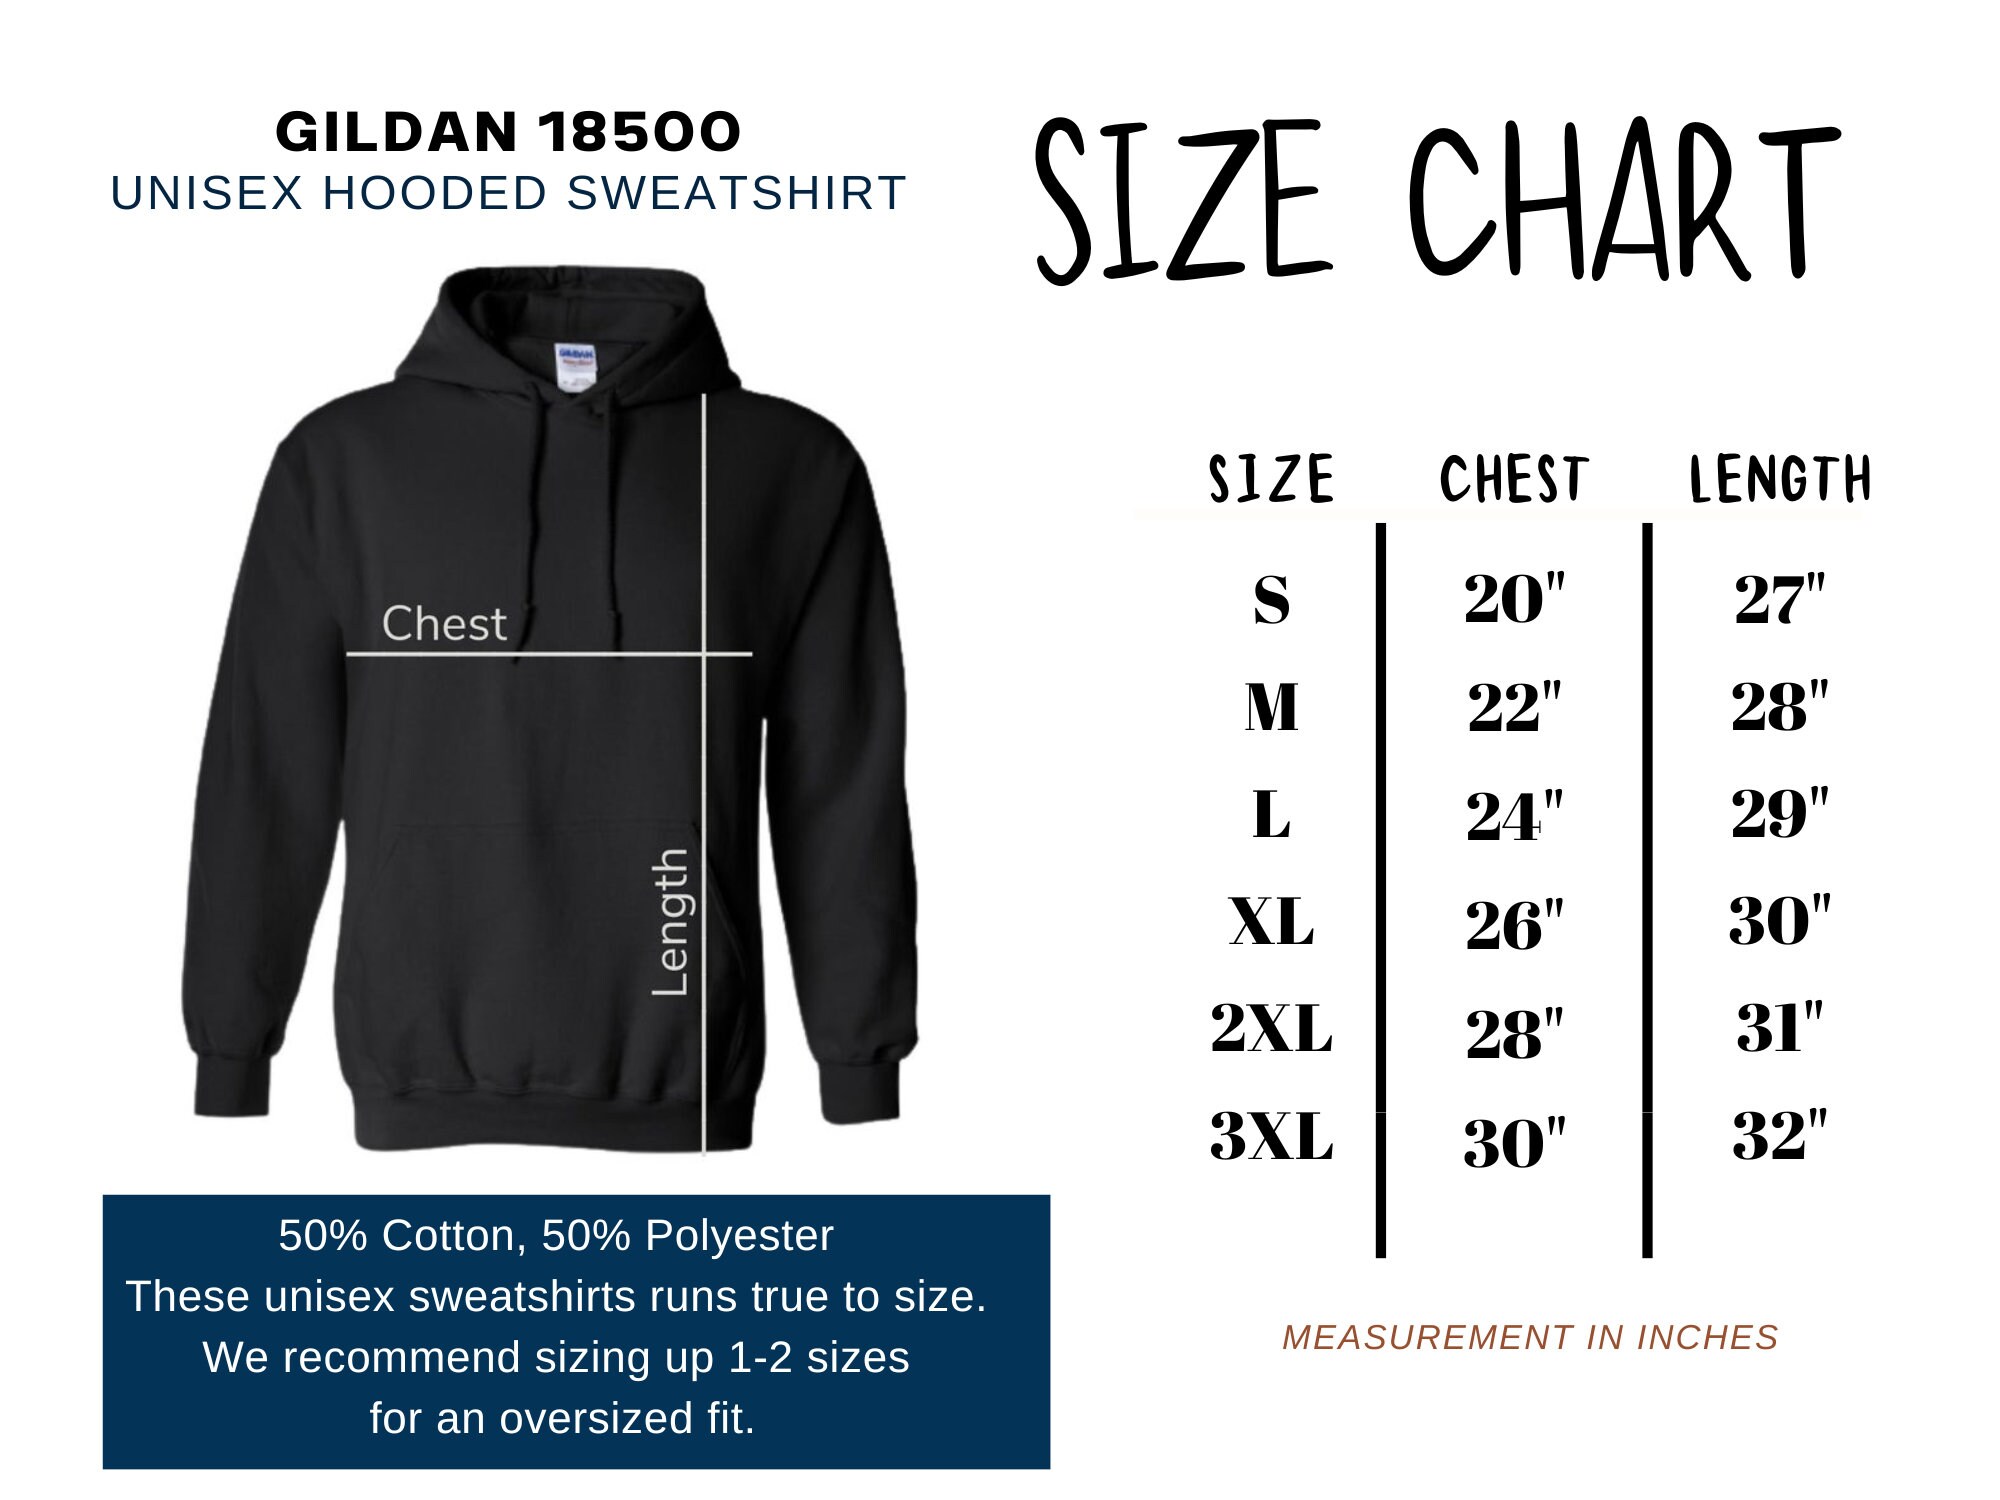 GILDAN 18500
UNISEX HOODED SWEATSHIRT
SIZE CHART
GILDAN
Chest
Length
SIZE CHEST LENGTH
S 20" 27"
M 22" 28"
L 24" 29"
XL 26" 30"
2XL 28" 31"
3XL 30" 32"
MEASUREMENT IN INCHES
50% Cotton, 50% Polyester
These unisex sweatshirts runs true to size.
We recommend sizing up 1-2 sizes
for an oversized fit.